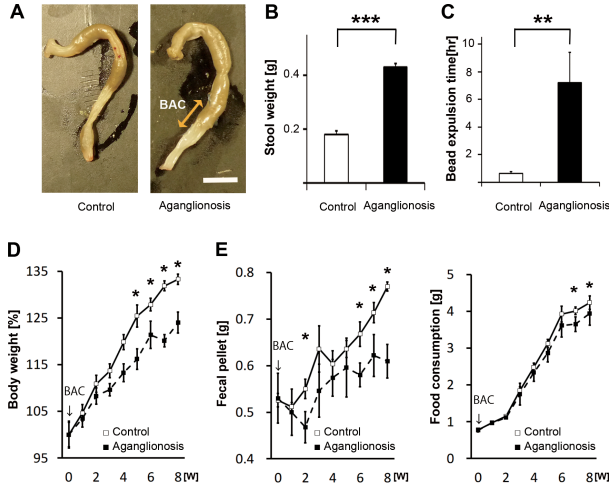 A
BAC
Control
Aganglionosis
B
***
Stool weight [g]
0.4
0.2
Control
Aganglionosis
C
**
Bead expulsion time[hr]
10
8
6
4
2
Control
Aganglionosis
D
Body weight [%]
135
125
115
105
95
BAC
*
*
*
*
Control
Aganglionosis
0 2 4 6 8[W]
E
Fecal pellet [g]
0.8
0.7
0.6
0.5
0.4
BAC
*
*
*
*
Control
Aganglionosis
0 2 4 6 8 [W]
Food consumption [g]
5
4
3
2
1
0
BAC
*
*
Control
Aganglionosis
0 2 4 6 8 [W]